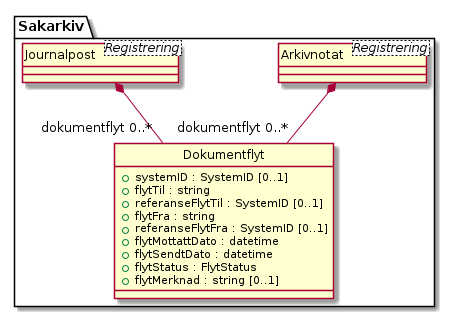 Sakarkiv
Journalpost
Registrering
Arkivnotat
Registrering
dokumentflyt 0..*
dokumentflyt 0..*
Dokumentflyt
systemID : SystemID [0..1]
flytTil : string
referanseFlytTil : SystemID [0..1]
flytFra : string
referanseFlytFra : SystemID [0..1]
flytMottattDato : datetime
flytSendtDato : datetime
flytStatus : FlytStatus
flytMerknad : string [0..1]